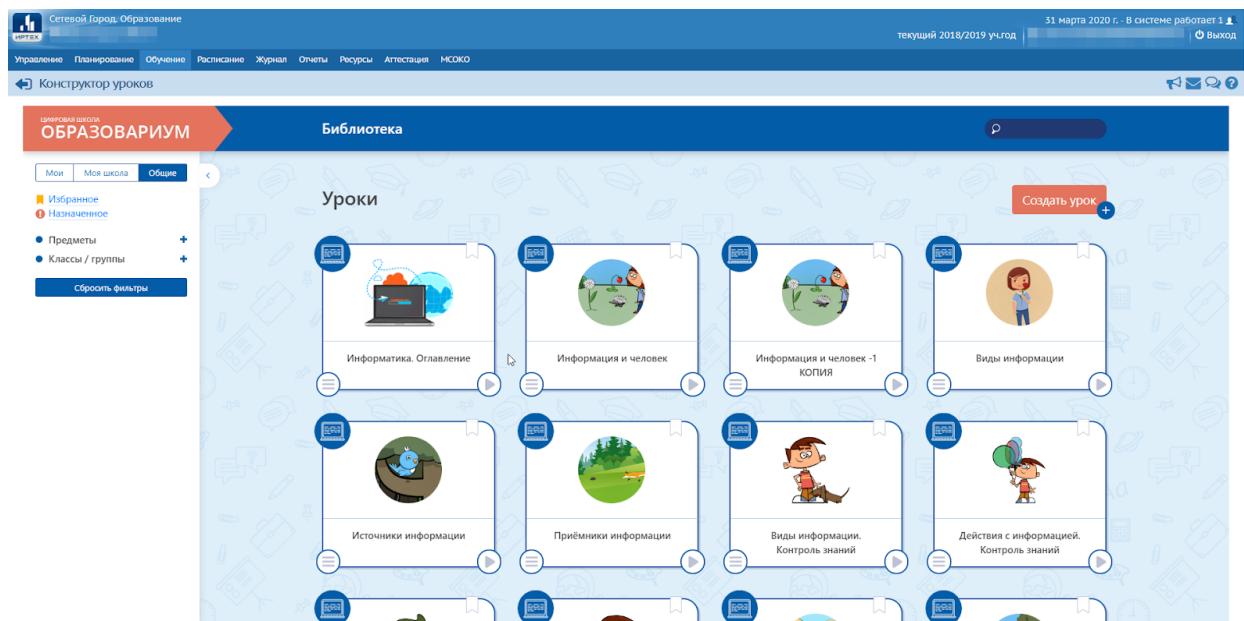 Сетевой Город. Образование
31 марта 2020 г. - В системе работает 1
ИРТЕХ
текущий 2018/2019 уч.год
Выход
Управление Планирование Обучение Расписание Журнал Отчеты Ресурсы Аттестация МСОКО
Конструктор уроков
ЦИФРОВАЯ ШКОЛА
ОБРАЗОВАРИУМ
Библиотека
Мои Моя школа Общие
Избранное
Назначенное
Предметы +
Классы / группы +
Сбросить фильтры
Уроки
Создать урок
Информатика. Оглавление
Информация и человек
Информация и человек -1
КОПИЯ
Виды информации
Источники информации
Приёмники информации
Виды информации.
Контроль знаний
Действия с информацией.
Контроль знаний